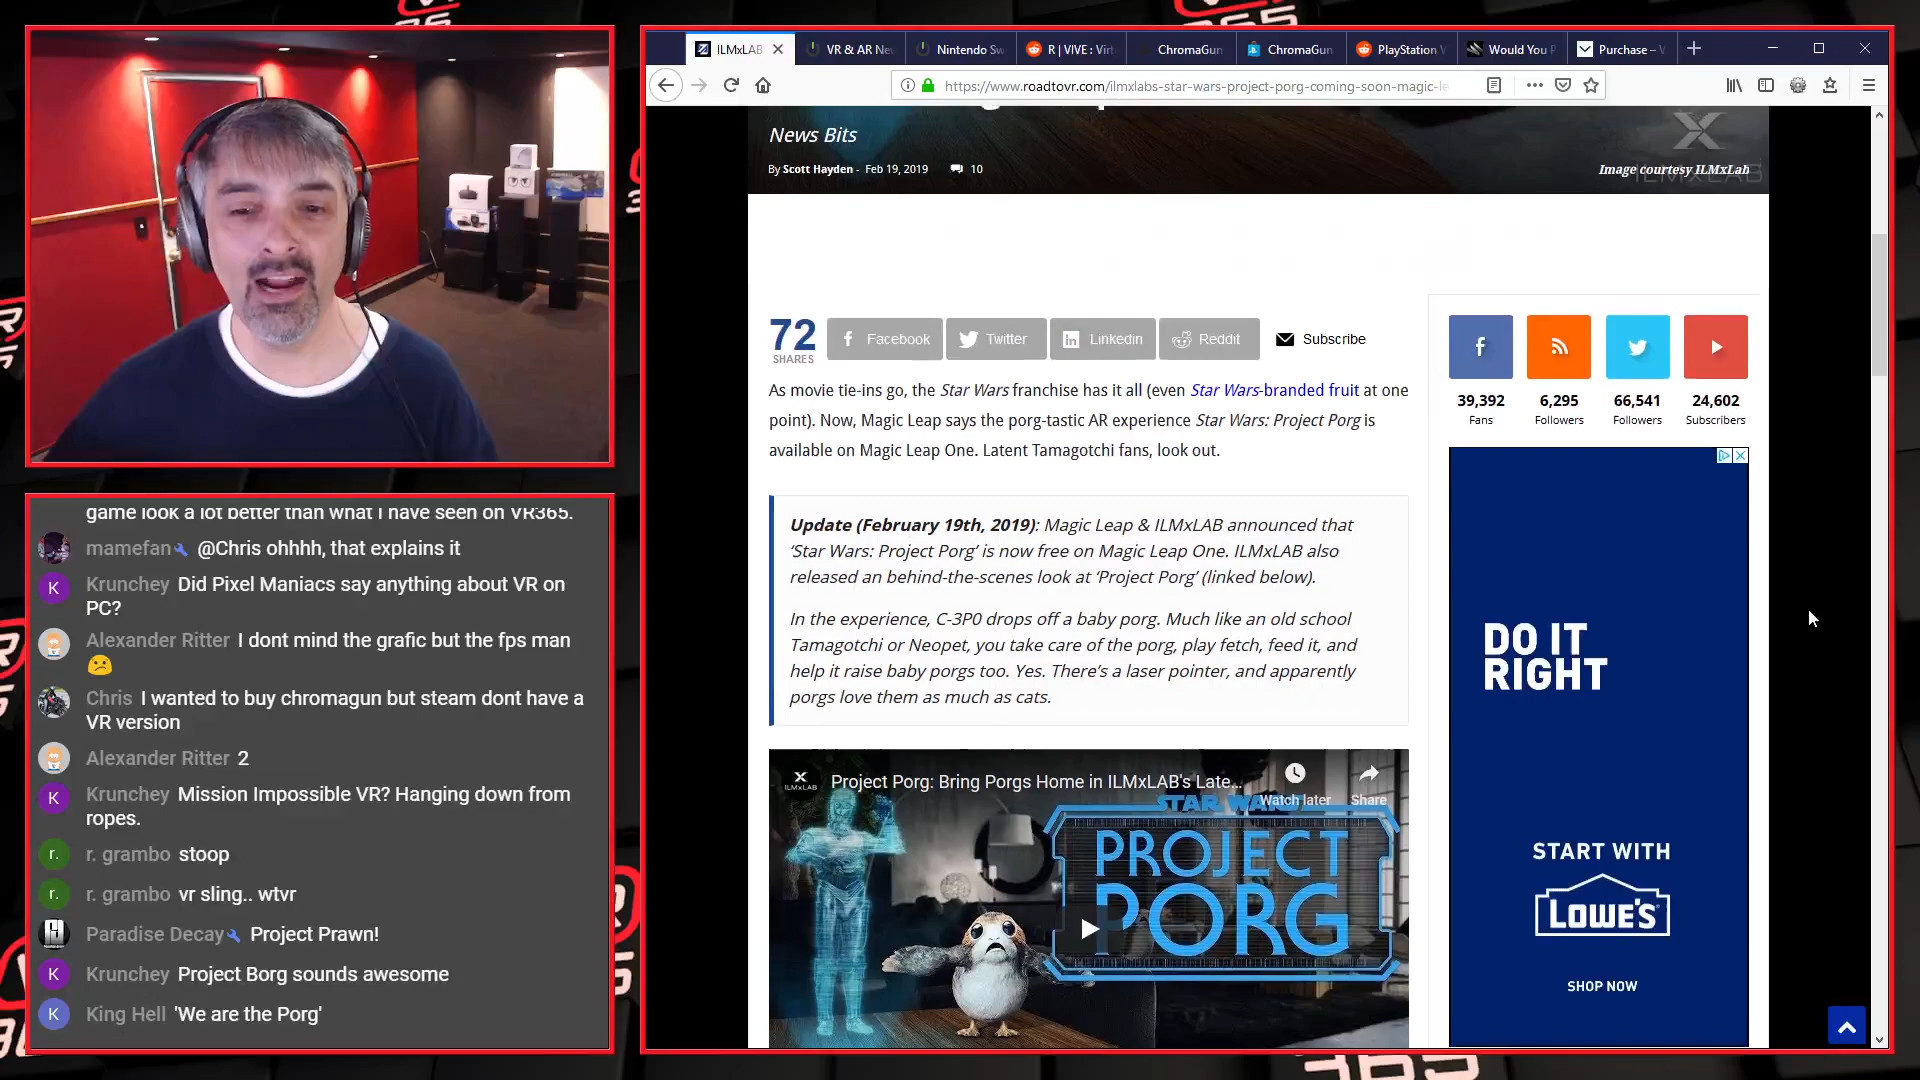 ILMxLAB
VR & AR Ne
Nintendo Sw
R | VIVE : Virt
ChromaGun
ChromaGun
PlayStation V
Would You P
Purchase – V
https://www.roadtovr.com/ilmxlabs-star-wars-project-porg-coming-soon-magic-le
News Bits
By Scott Hayden - Feb 19, 2019 10
Image courtesy ILMxLab
72
SHARES
Facebook
Twitter
Linkedin
Reddit
Subscribe
As movie tie-ins go, the Star Wars franchise has it all (even Star Wars-branded fruit at one
point). Now, Magic Leap says the porg-tastic AR experience Star Wars: Project Porg is
available on Magic Leap One. Latent Tamagotchi fans, look out.
Update (February 19th, 2019): Magic Leap & ILMxLAB announced that
‘Star Wars: Project Porg’ is now free on Magic Leap One. ILMxLAB also
released an behind-the-scenes look at ‘Project Porg’ (linked below).
In the experience, C-3P0 drops off a baby porg. Much like an old school
Tamagotchi or Neopet, you take care of the porg, play fetch, feed it, and
help it raise baby porgs too. Yes. There’s a laser pointer, and apparently
porgs love them as much as cats.
ILMxLAB
Project Porg: Bring Porgs Home in ILMxLAB's Late...
Watch later
Share
STAR WARS
PROJECT
PORG
39,392
Fans
6,295
Followers
66,541
Followers
24,602
Subscribers
DO IT
RIGHT
START WITH
LOWE'S
SHOP NOW
game look a lot better than what I have seen on VR365.
mamefan @Chris ohhhh, that explains it
Krunchey Did Pixel Maniacs say anything about VR on
PC?
Alexander Ritter I dont mind the grafic but the fps man
Chris I wanted to buy chromagun but steam dont have a
VR version
Alexander Ritter 2
Krunchey Mission Impossible VR? Hanging down from
ropes.
r. grambo stoop
r. grambo vr sling.. wtvr
Paradise Decay Project Prawn!
Krunchey Project Borg sounds awesome
King Hell 'We are the Porg'